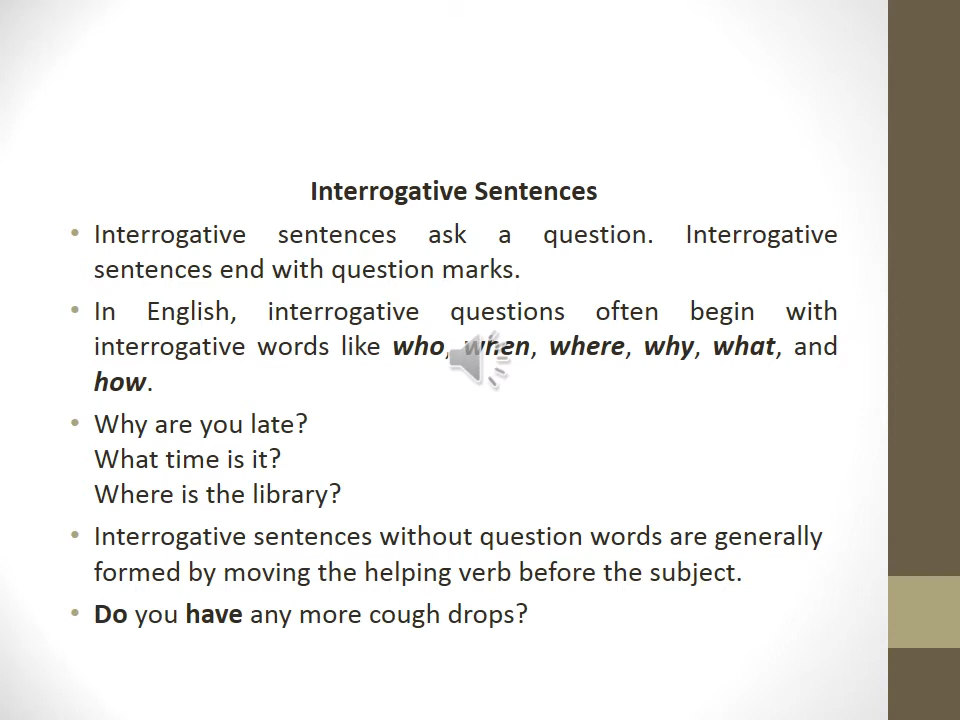 Interrogative Sentences
• Interrogative sentences ask a question. Interrogative
sentences end with question marks.
• In English, interrogative questions often begin with
interrogative words like who, when, where, why, what, and
how.
• Why are you late?
What time is it?
Where is the library?
• Interrogative sentences without question words are generally
formed by moving the helping verb before the subject.
• Do you have any more cough drops?